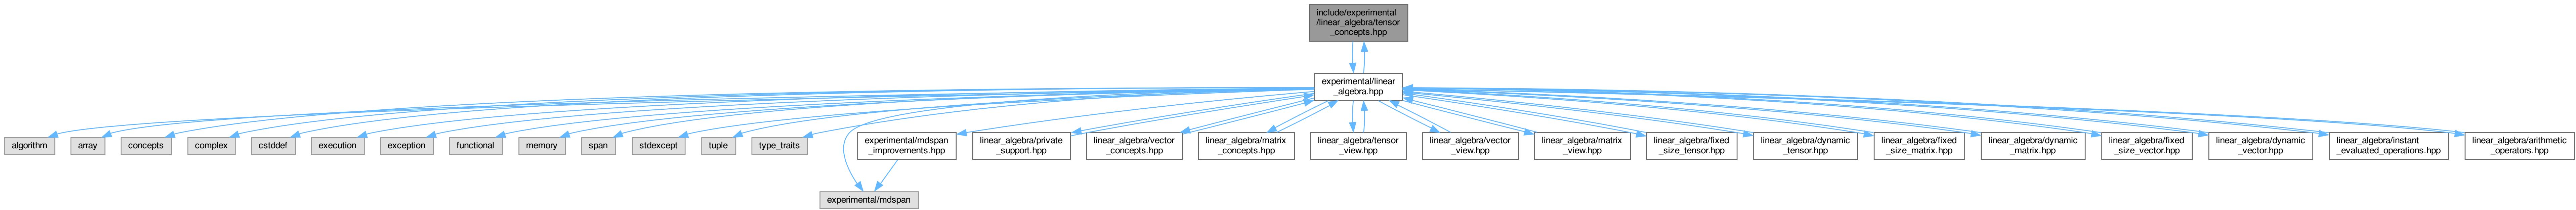 include/experimental
/linear_algebra/tensor
_concepts.hpp
experimental/linear
_algebra.hpp
algorithm
array
concepts
complex
cstddef
execution
exception
functional
memory
span
stdexcept
tuple
type_traits
experimental/mdspan
_improvements.hpp
linear_algebra/private
_support.hpp
linear_algebra/vector
_concepts.hpp
linear_algebra/matrix
_concepts.hpp
linear_algebra/tensor
_view.hpp
linear_algebra/vector
_view.hpp
linear_algebra/matrix
_view.hpp
linear_algebra/fixed
_size_tensor.hpp
linear_algebra/dynamic
_tensor.hpp
linear_algebra/fixed
_size_matrix.hpp
linear_algebra/dynamic
_matrix.hpp
linear_algebra/fixed
_size_vector.hpp
linear_algebra/dynamic
_vector.hpp
linear_algebra/instant
_evaluated_operations.hpp
linear_algebra/arithmetic
_operators.hpp
experimental/mdspan